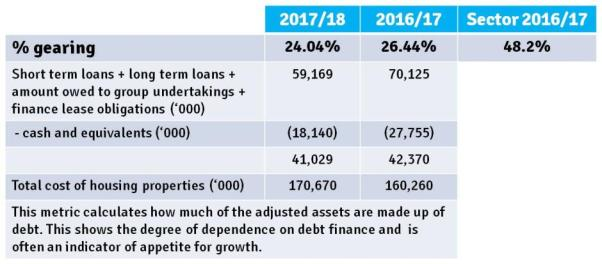 2017/18 2016/17 Sector 2016/17
% gearing 24.04% 26.44% 48.2%
Short term loans + long term loans + 59,169 70,125
amount owed to group undertakings +
finance lease obligations (‘000)
- cash and equivalents (‘000) (18,140) (27,755)
41,029 42,370
Total cost of housing properties (‘000) 170,670 160,260
This metric calculates how much of the adjusted assets are made up of
debt. This shows the degree of dependence on debt finance and is
often an indicator of appetite for growth.